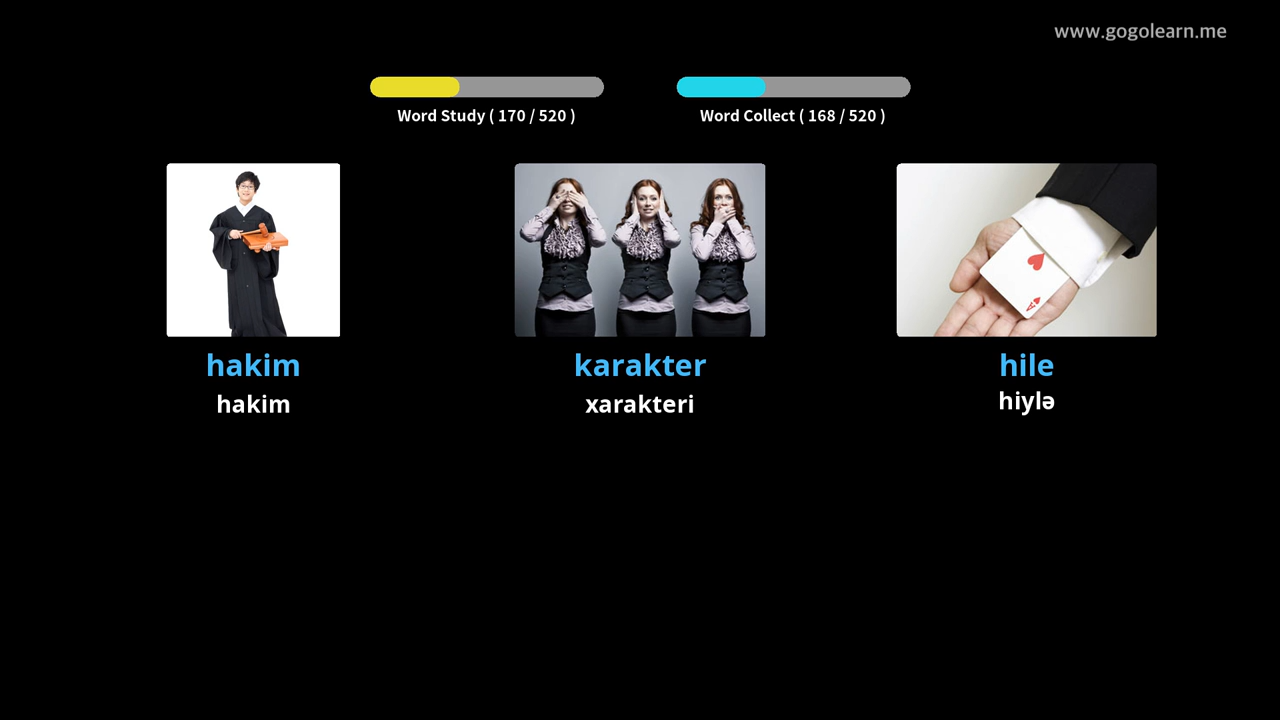 www.gogolearn.me
Word Study ( 170 / 520 )
Word Collect ( 168 / 520 )
hakim
hakim
karakter
xarakteri
hile
hiylə